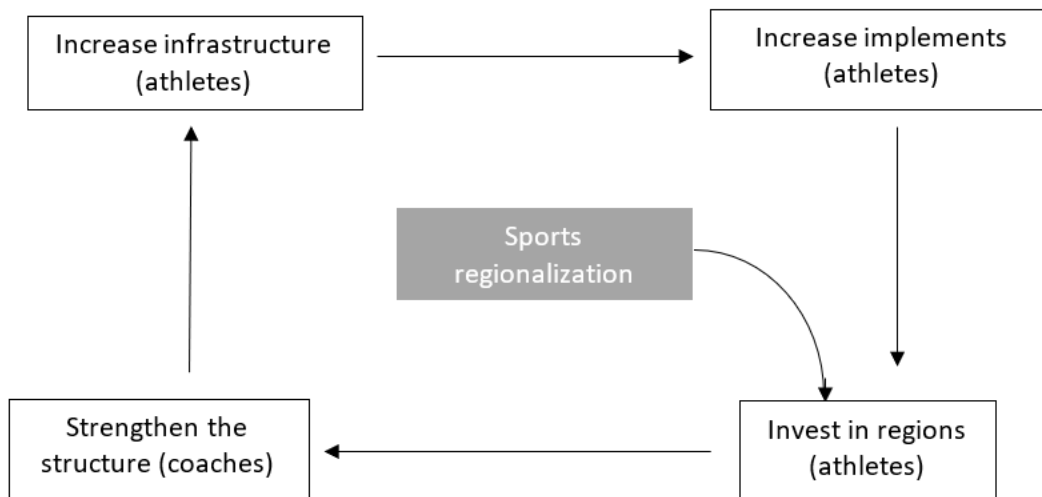 Increase infrastructure
(athletes)
Increase implements
(athletes)
Sports
regionalization
Strengthen the
structure (coaches)
Invest in regions
(athletes)